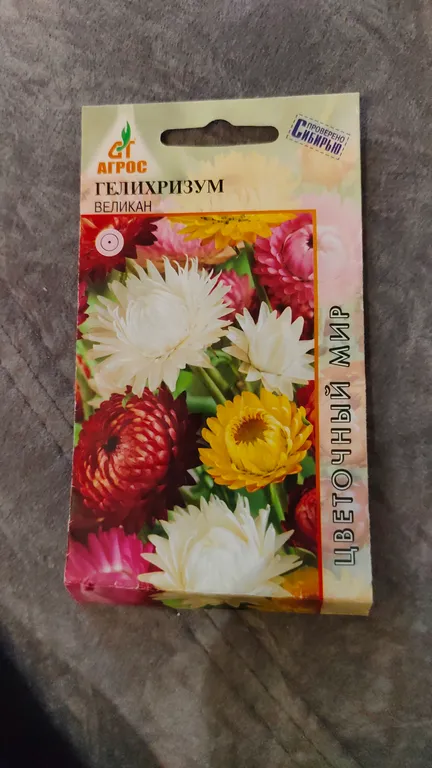 АГРОС
ГЕЛИХРИЗУМ
ВЕЛИКАН
ПРОВЕРЕНО
СИБИРЬЮ
ЦВЕТОЧНЫЙ МИР